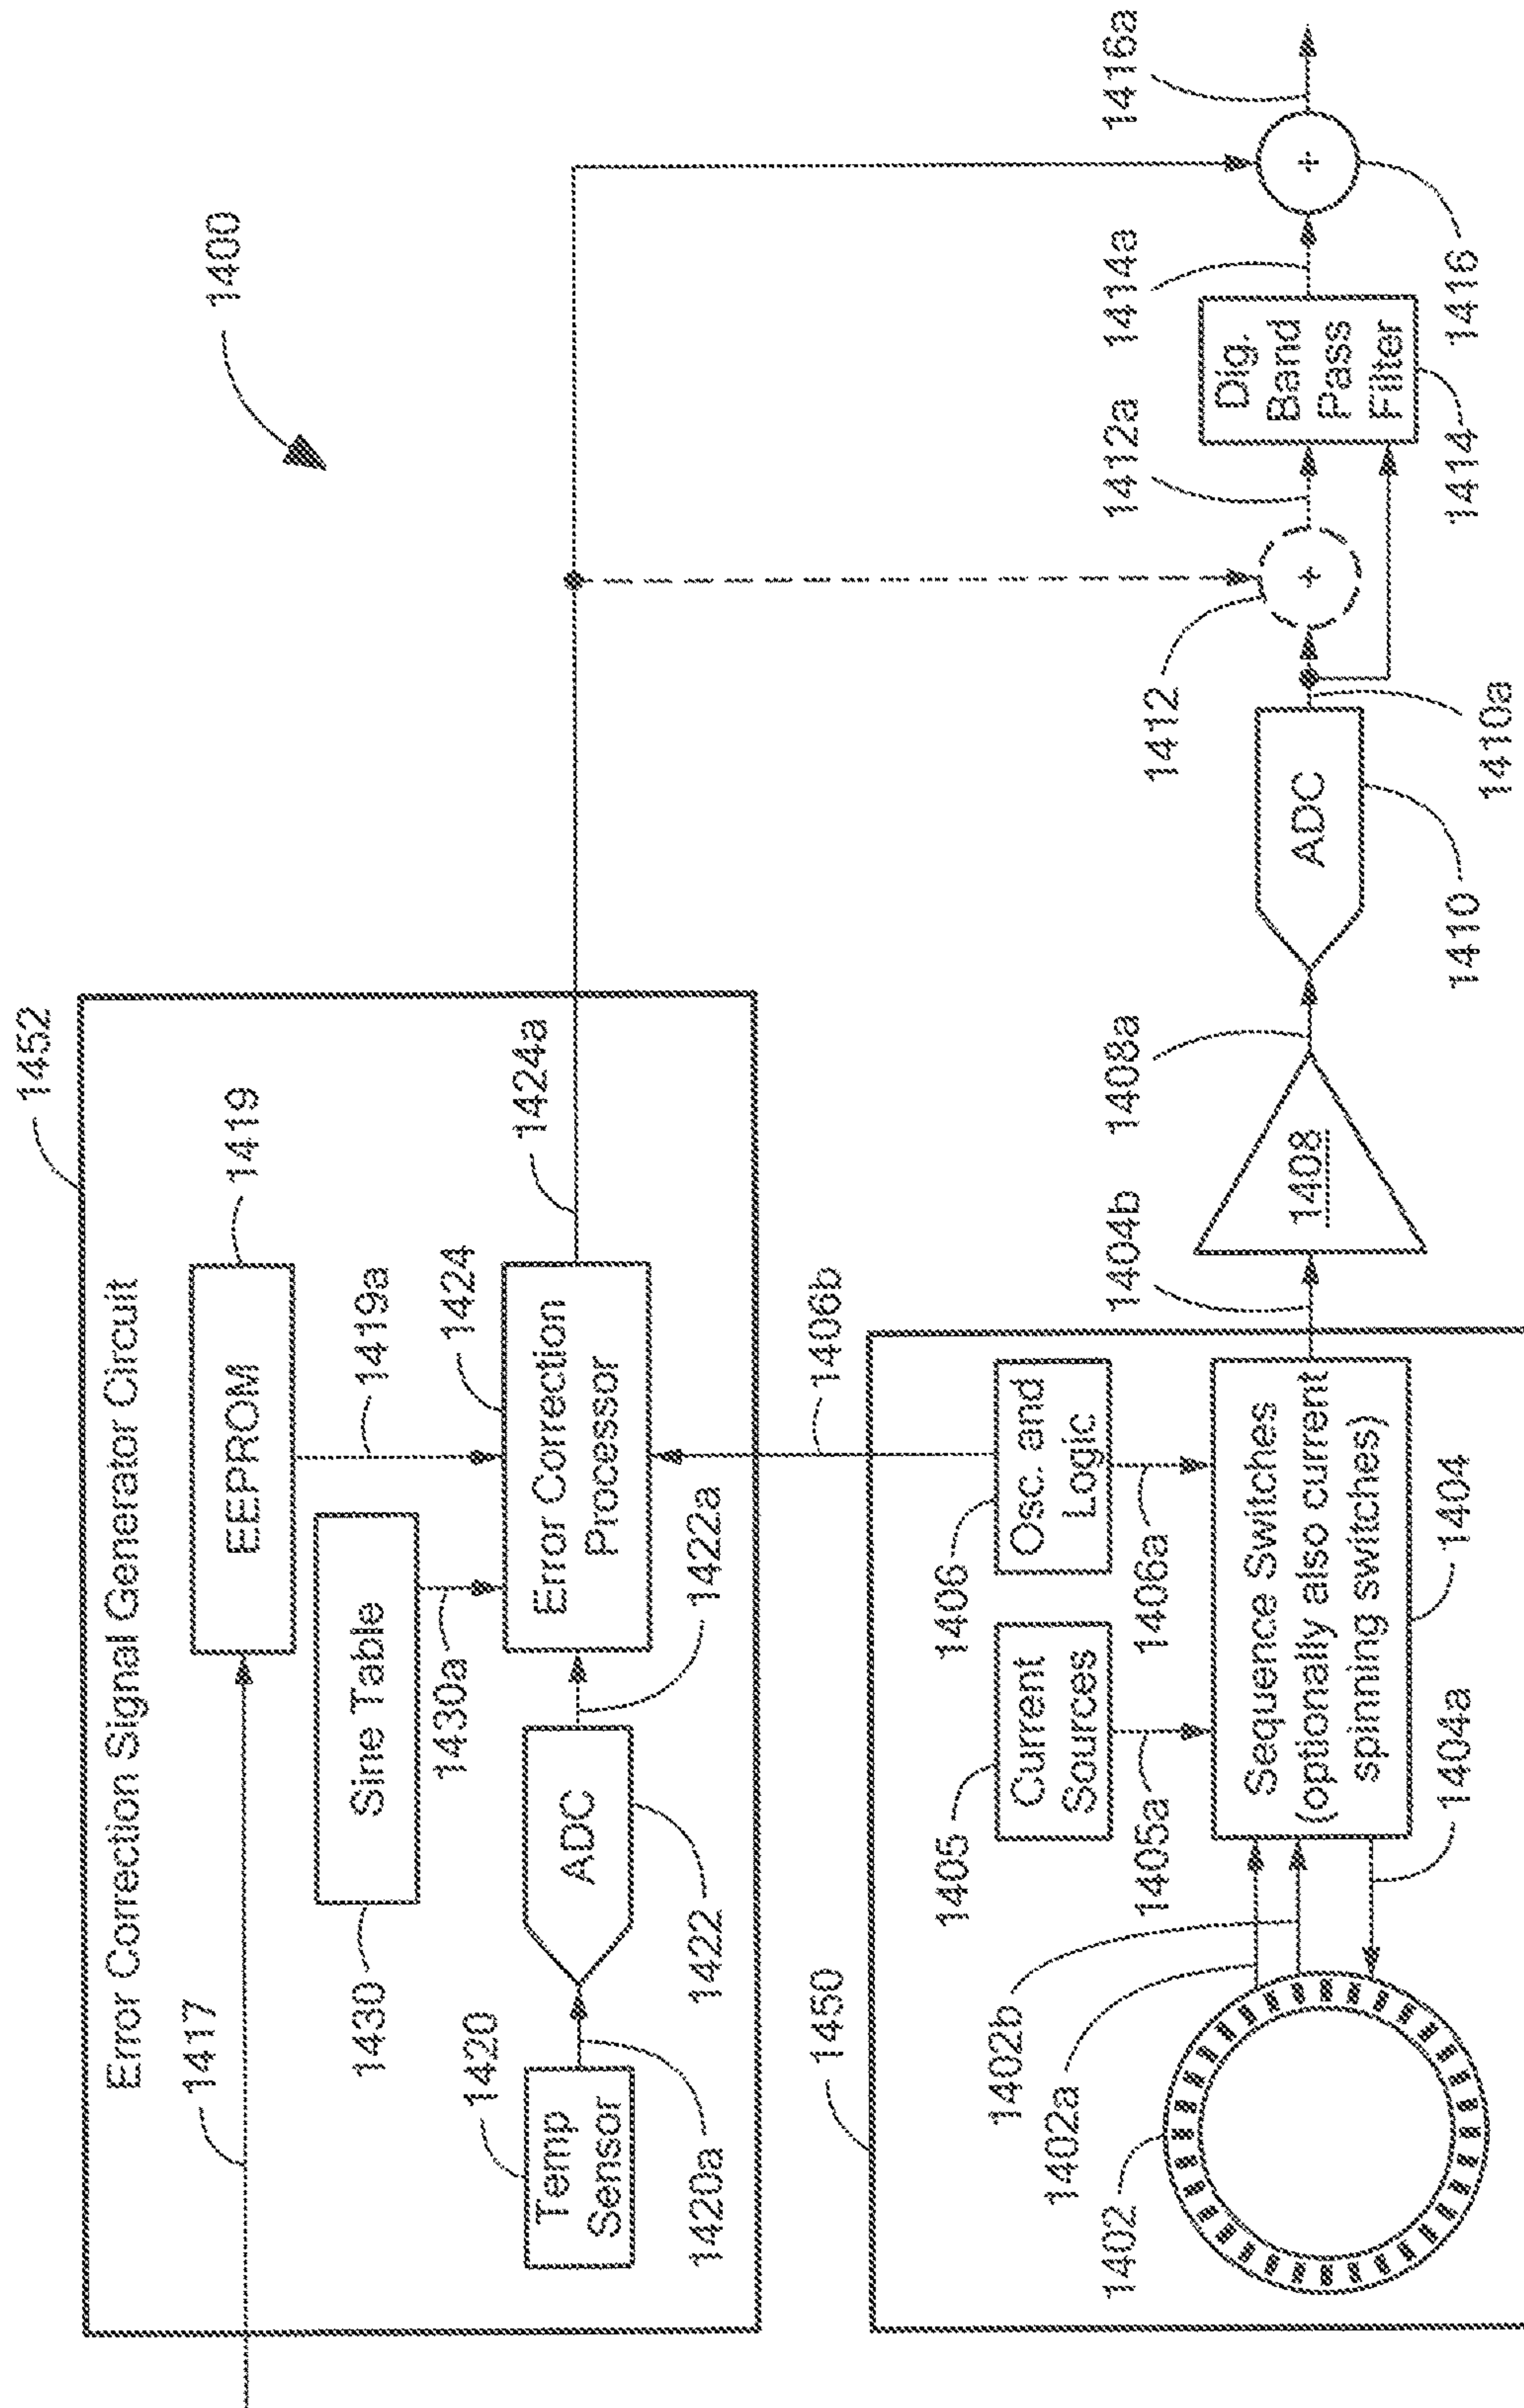 1400
1452
Error Correction Signal Generator Circuit
1417
EEPROM
1419
1419a
Sine Table
1430
1430a
1424
Error Correction
Processor
1424a
1420
Temp
Sensor
1420a
ADC
1422
1422a
1406b
1450
1405
Current
Sources
1405a
1406
Osc. and
Logic
1406a
1402
1402a
1402b
Sequence Switches
(optionally also current
spinning switches)
1404
1404a
1404b
1408
1408a
ADC
1410
1410a
1412
1412a
Dig.
Band
Pass
Filter
1414
1414a
1416
1416a